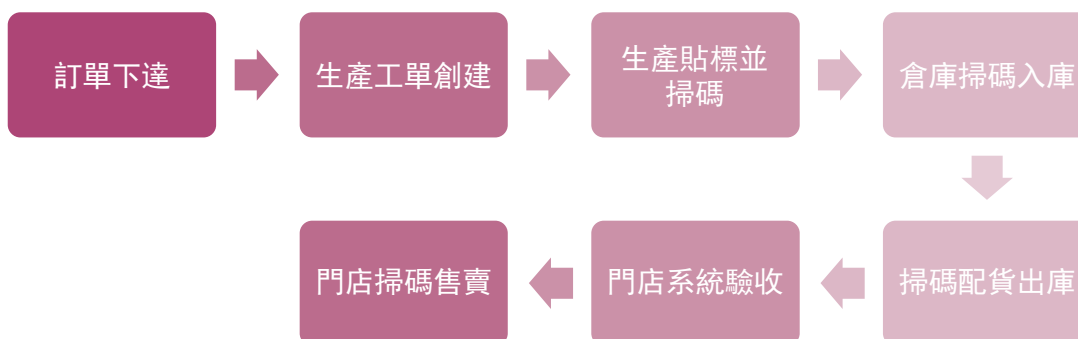 訂單下達
生產工單創建
生產貼標並
掃碼
倉庫掃碼入庫
掃碼配貨出庫
門店系統驗收
門店掃碼售賣